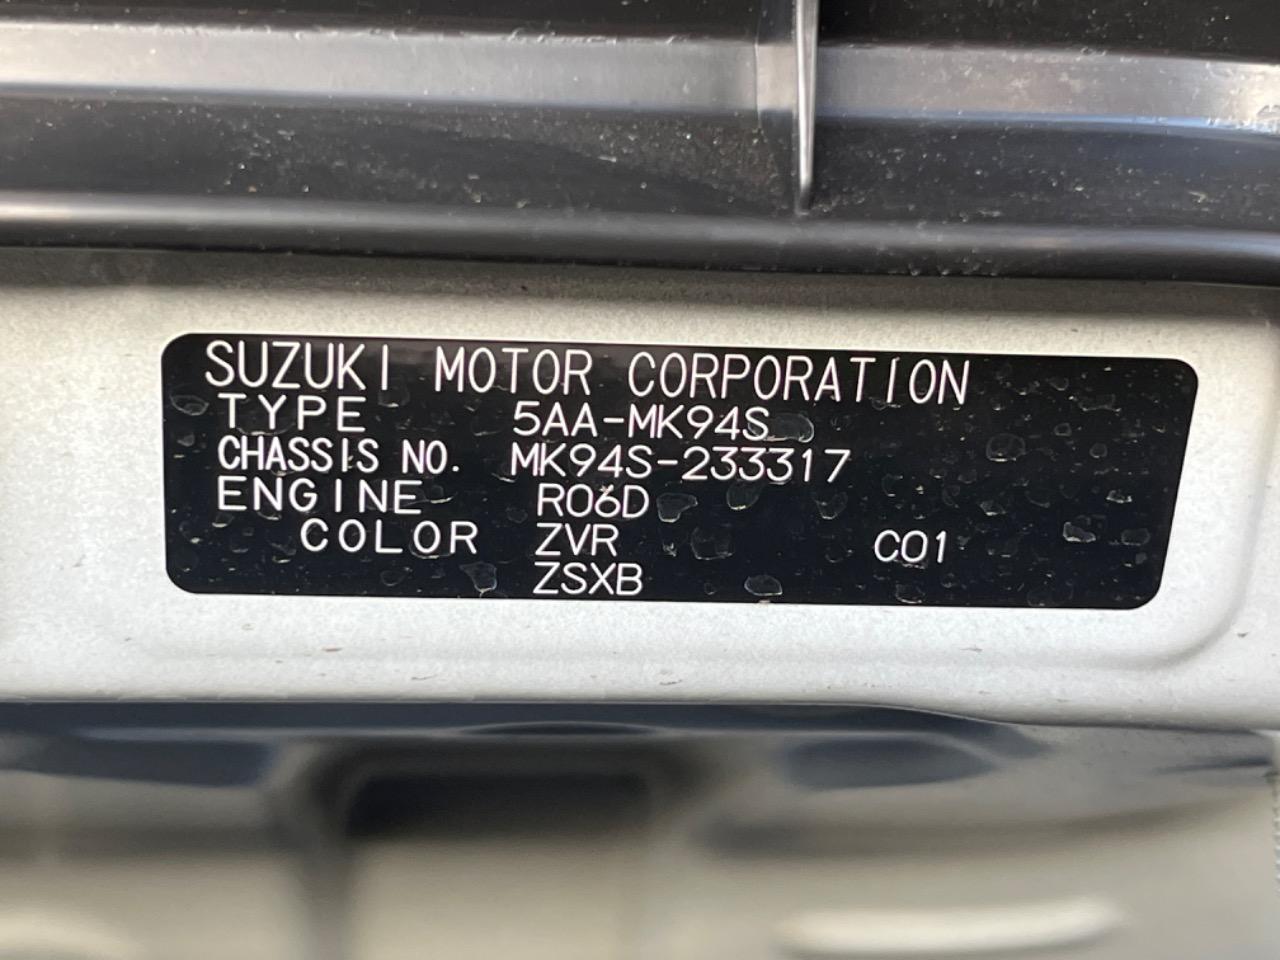 SUZUKI MOTOR CORPORATION
TYPE 5AA-MK94S
CHASSIS NO. MK94S-233317
ENGINE R06D
COLOR ZVR C01
ZSXB